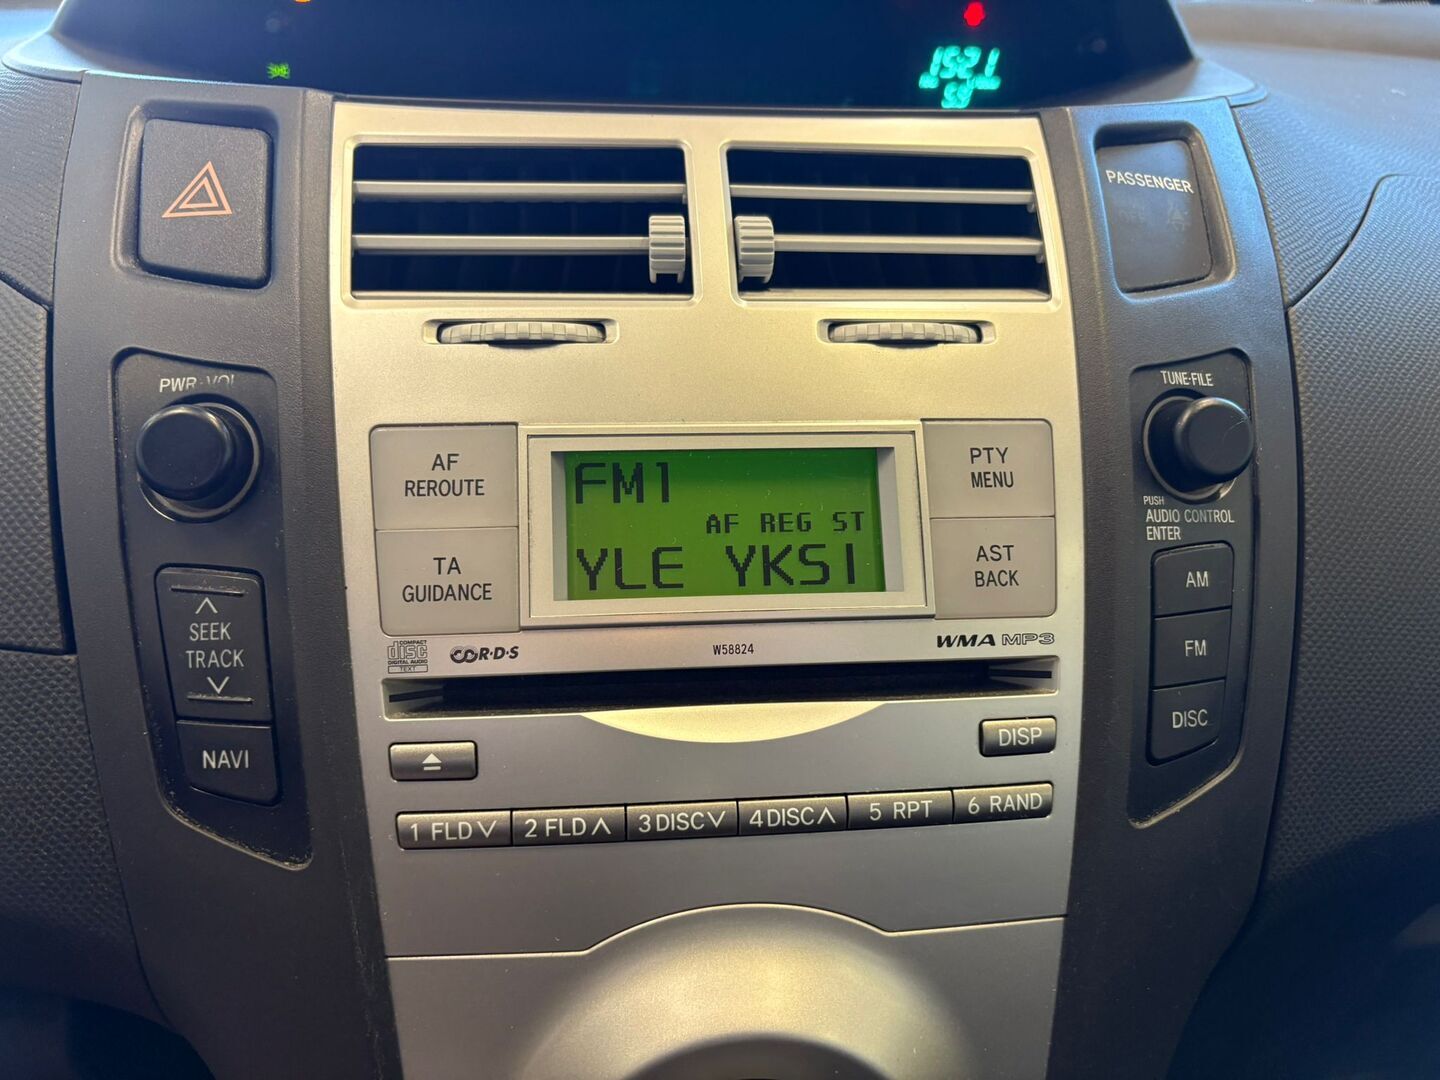 1521
PASSENGER
PWR·VOL
TUNE·FILE
AF
REROUTE
FM1
AF REG ST
YLE YKSI
PTY
MENU
PUSH
AUDIO CONTROL
ENTER
TA
GUIDANCE
AST
BACK
AM
FM
DISC
SEEK
TRACK
NAVI
COMPACT
disc
DIGITAL AUDIO
TEXT
R·D·S
W58824
WMA MP3
DISP
1 FLD ∨
2 FLD ∧
3 DISC ∨
4 DISC ∧
5 RPT
6 RAND